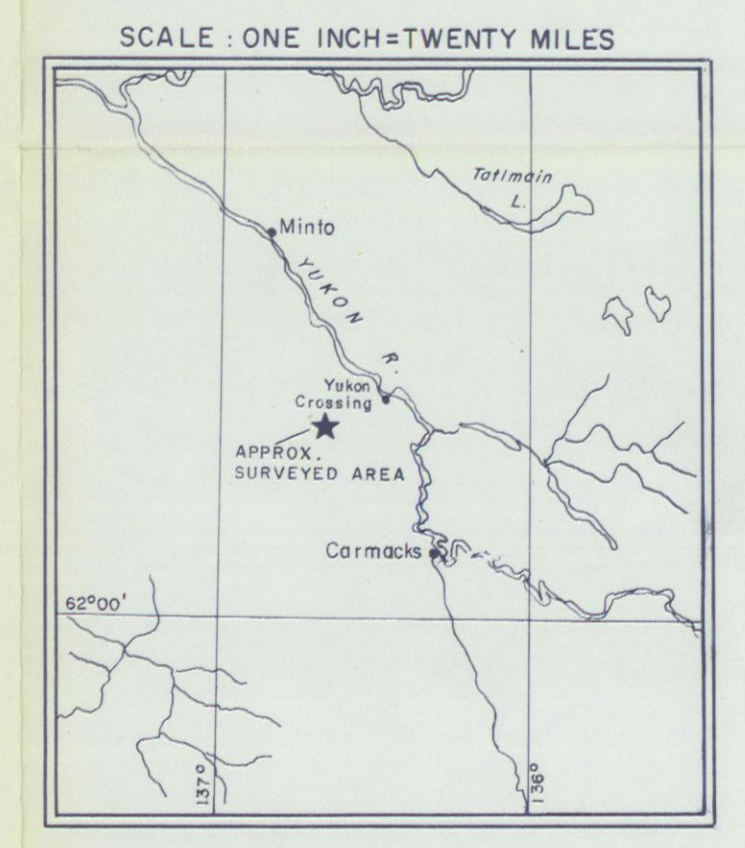 SCALE : ONE INCH=TWENTY MILES
Tatlmain
L.
Minto
YUKON R.
Yukon
Crossing
APPROX.
SURVEYED AREA
Carmacks
62°00'
137°
136°